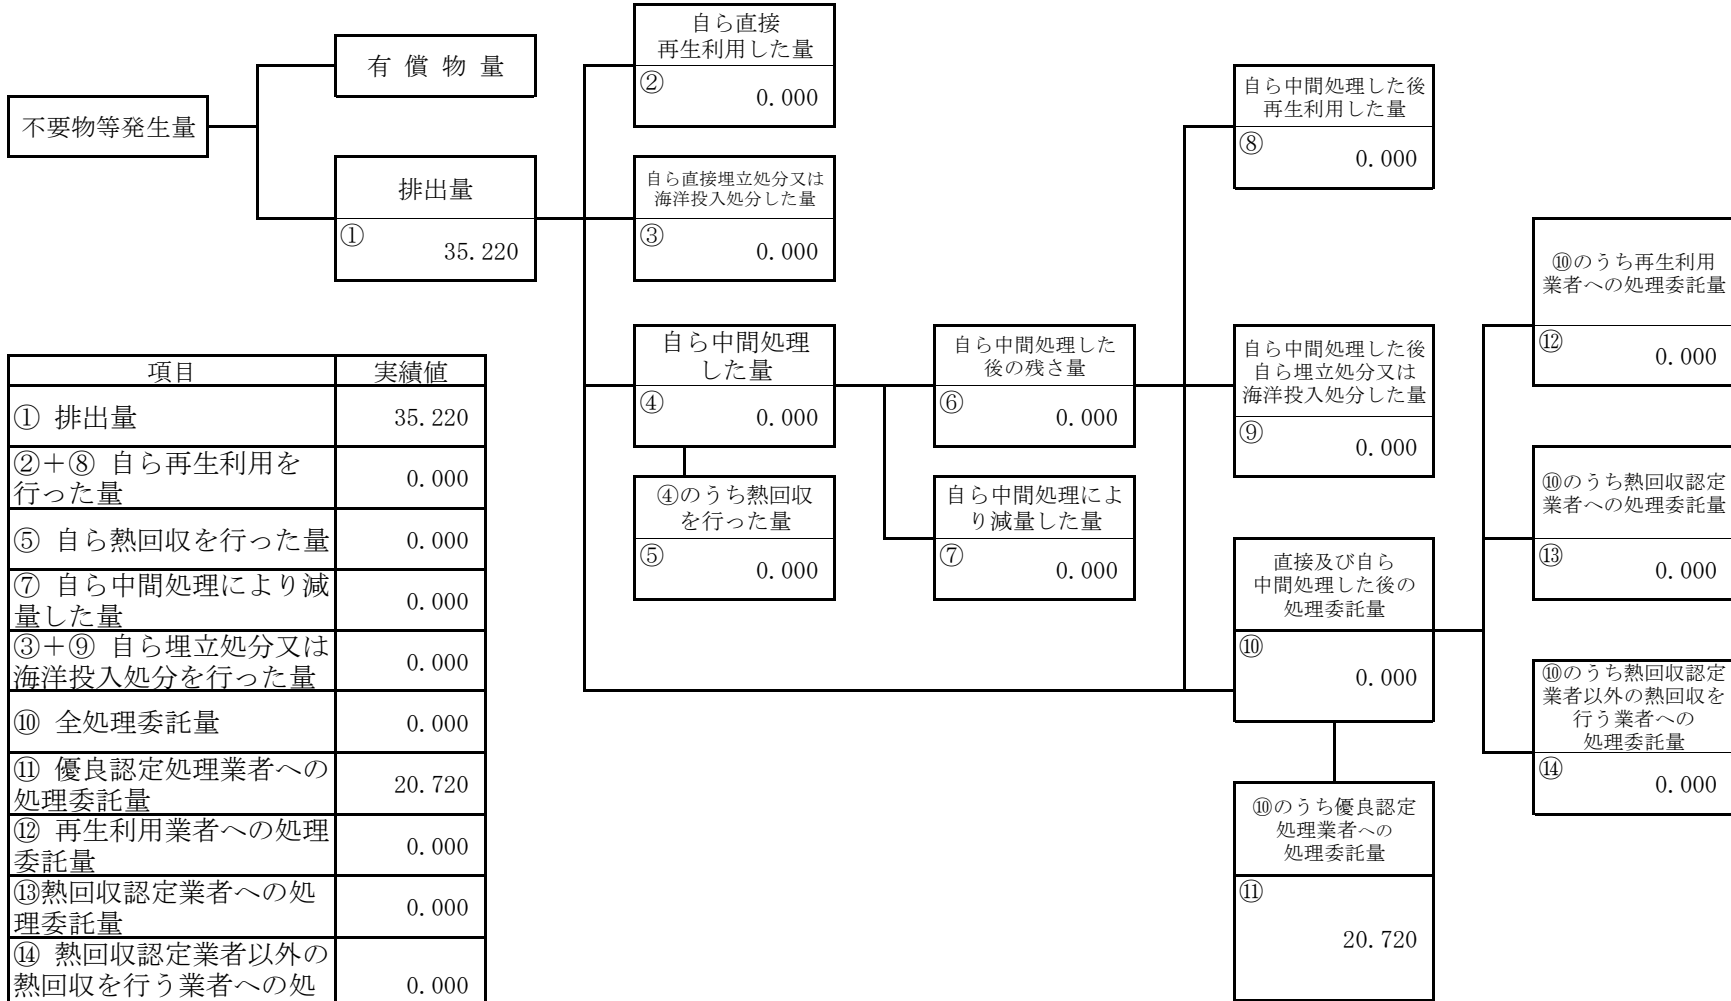 不要物等発生量
有 償 物 量
排出量
①
35.220
自ら直接
再生利用した量
②
0.000
自ら直接埋立処分又は
海洋投入処分した量
③
0.000
自ら中間処理
した量
④
0.000
④のうち熱回収
を行った量
⑤
0.000
自ら中間処理した
後の残さ量
⑥
0.000
自ら中間処理によ
り減量した量
⑦
0.000
自ら中間処理した後
再生利用した量
⑧
0.000
自ら中間処理した後
自ら埋立処分又は
海洋投入処分した量
⑨
0.000
直接及び自ら
中間処理した後の
処理委託量
⑩
0.000
⑩のうち優良認定
処理業者への
処理委託量
⑪
20.720
⑩のうち再生利用
業者への処理委託量
⑫
0.000
⑩のうち熱回収認定
業者への処理委託量
⑬
0.000
⑩のうち熱回収認定
業者以外の熱回収を
行う業者への
処理委託量
⑭
0.000
項目 実績値
① 排出量 35.220
②＋⑧ 自ら再生利用を
行った量 0.000
⑤ 自ら熱回収を行った量 0.000
⑦ 自ら中間処理により減
量した量 0.000
③＋⑨ 自ら埋立処分又は
海洋投入処分を行った量 0.000
⑩ 全処理委託量 0.000
⑪ 優良認定処理業者への
処理委託量 20.720
⑫ 再生利用業者への処理
委託量 0.000
⑬熱回収認定業者への処
理委託量 0.000
⑭ 熱回収認定業者以外の
熱回収を行う業者への処 0.000